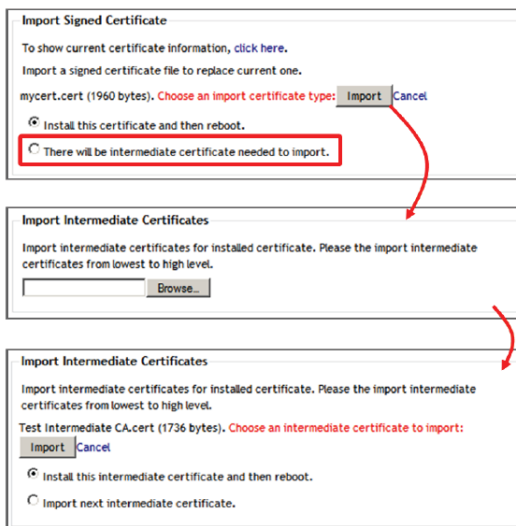 Import Signed Certificate
To show current certificate information, click here.
Import a signed certificate file to replace current one.
mycert.cert (1960 bytes). Choose an import certificate type: Import Cancel
Install this certificate and then reboot.
There will be intermediate certificate needed to import.
Import Intermediate Certificates
Import intermediate certificates for installed certificate. Please the import intermediate
certificates from lowest to high level.
Browse...
Import Intermediate Certificates
Import intermediate certificates for installed certificate. Please the import intermediate
certificates from lowest to high level.
Test Intermediate CA.cert (1736 bytes). Choose an intermediate certificate to import:
Import Cancel
Install this intermediate certificate and then reboot.
Import next intermediate certificate.